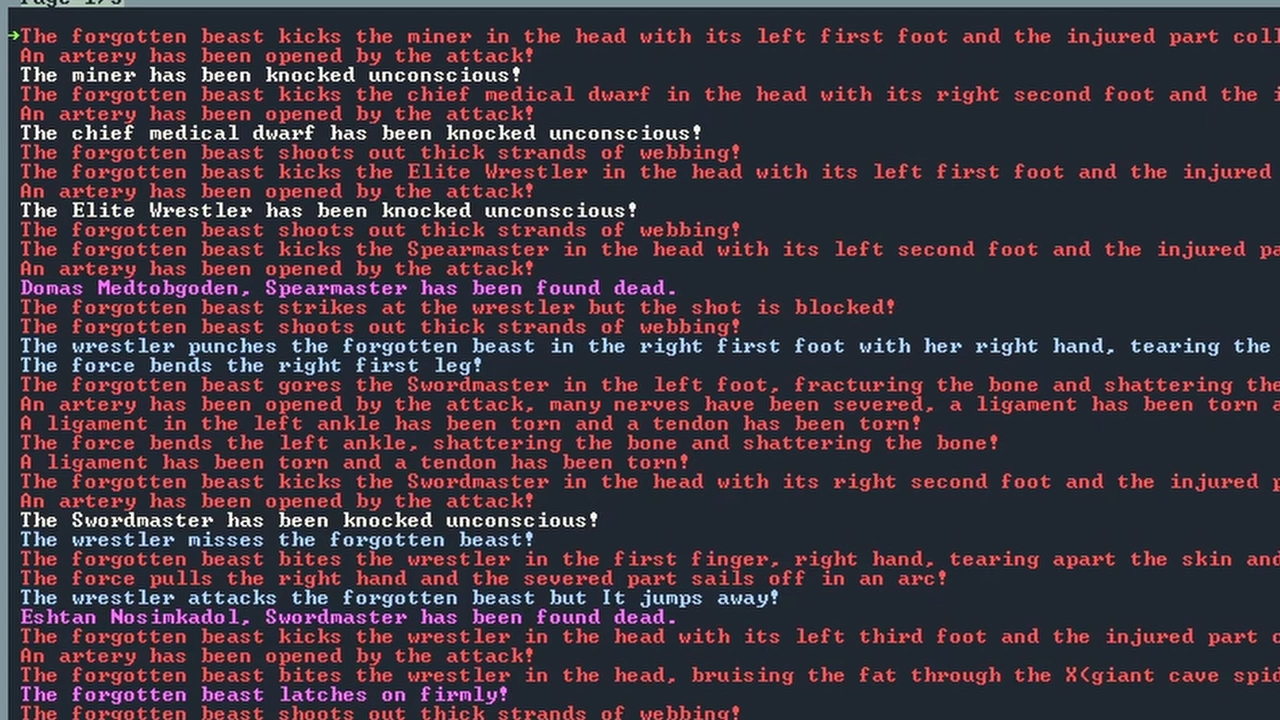 Page 1/3
→The forgotten beast kicks the miner in the head with its left first foot and the injured part coll
An artery has been opened by the attack!
The miner has been knocked unconscious!
The forgotten beast kicks the chief medical dwarf in the head with its right second foot and the i
An artery has been opened by the attack!
The chief medical dwarf has been knocked unconscious!
The forgotten beast shoots out thick strands of webbing!
The forgotten beast kicks the Elite Wrestler in the head with its left first foot and the injured
An artery has been opened by the attack!
The Elite Wrestler has been knocked unconscious!
The forgotten beast shoots out thick strands of webbing!
The forgotten beast kicks the Spearmaster in the head with its left second foot and the injured pa
An artery has been opened by the attack!
Domas Medtobgoden, Spearmaster has been found dead.
The forgotten beast strikes at the wrestler but the shot is blocked!
The forgotten beast shoots out thick strands of webbing!
The wrestler punches the forgotten beast in the right first foot with her right hand, tearing the
The force bends the right first leg!
The forgotten beast gores the Swordmaster in the left foot, fracturing the bone and shattering the
An artery has been opened by the attack, many nerves have been severed, a ligament has been torn a
A ligament in the left ankle has been torn and a tendon has been torn!
The force bends the left ankle, shattering the bone and shattering the bone!
A ligament has been torn and a tendon has been torn!
The forgotten beast kicks the Swordmaster in the head with its right second foot and the injured p
An artery has been opened by the attack!
The Swordmaster has been knocked unconscious!
The wrestler misses the forgotten beast!
The forgotten beast bites the wrestler in the first finger, right hand, tearing apart the skin and
The force pulls the right hand and the severed part sails off in an arc!
The wrestler attacks the forgotten beast but It jumps away!
Eshtan Nosimkadol, Swordmaster has been found dead.
The forgotten beast kicks the wrestler in the head with its left third foot and the injured part c
An artery has been opened by the attack!
The forgotten beast bites the wrestler in the head, bruising the fat through the X(giant cave spid
The forgotten beast latches on firmly!
The forgotten beast shoots out thick strands of webbing!